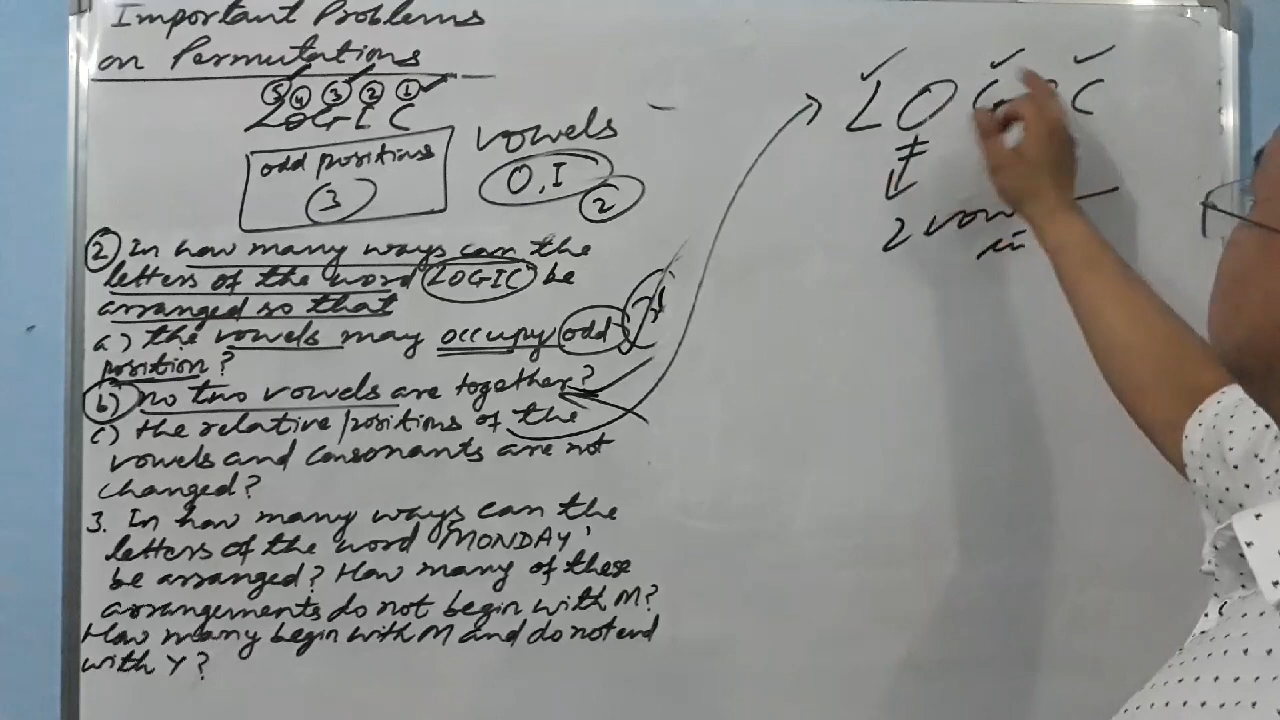 Important Problems
on Permutations
5 4 3 2 1
LOGIC
odd positions
3
vowels
O, I
2
2 In how many ways can the
letters of the word LOGIC be
arranged so that
a) the vowels may occupy odd
position?
b) no two vowels are together?
c) the relative positions of the
vowels and consonants are not
changed?
3. In how many ways can the
letters of the word 'MONDAY'
be arranged? How many of these
arrangements do not begin with M?
How many begin with M and do not end
with Y?
L O G C
2 vow
in